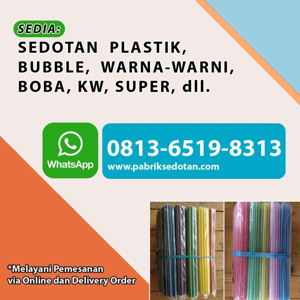 SEDIA:
SEDOTAN PLASTIK,
BUBBLE, WARNA-WARNI,
BOBA, KW, SUPER, dll.
WhatsApp
0813-6519-8313
www.pabriksedotan.com
*Melayani Pemesanan
via Online dan Delivery Order